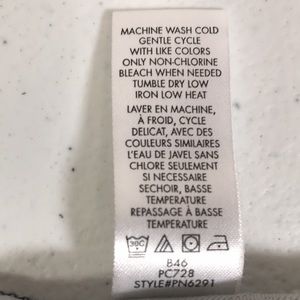 MACHINE WASH COLD
GENTLE CYCLE
WITH LIKE COLORS
ONLY NON-CHLORINE
BLEACH WHEN NEEDED
TUMBLE DRY LOW
IRON LOW HEAT
LAVER EN MACHINE,
À FROID, CYCLE
DELICAT, AVEC DES
COULEURS SIMILAIRES
L'EAU DE JAVEL SANS
CHLORE SEULEMENT
SI NECESSAIRE
SECHOIR, BASSE
TEMPERATURE
REPASSAGE À BASSE
TEMPERATURE
30C
846
PC728
STYLE#PN6291